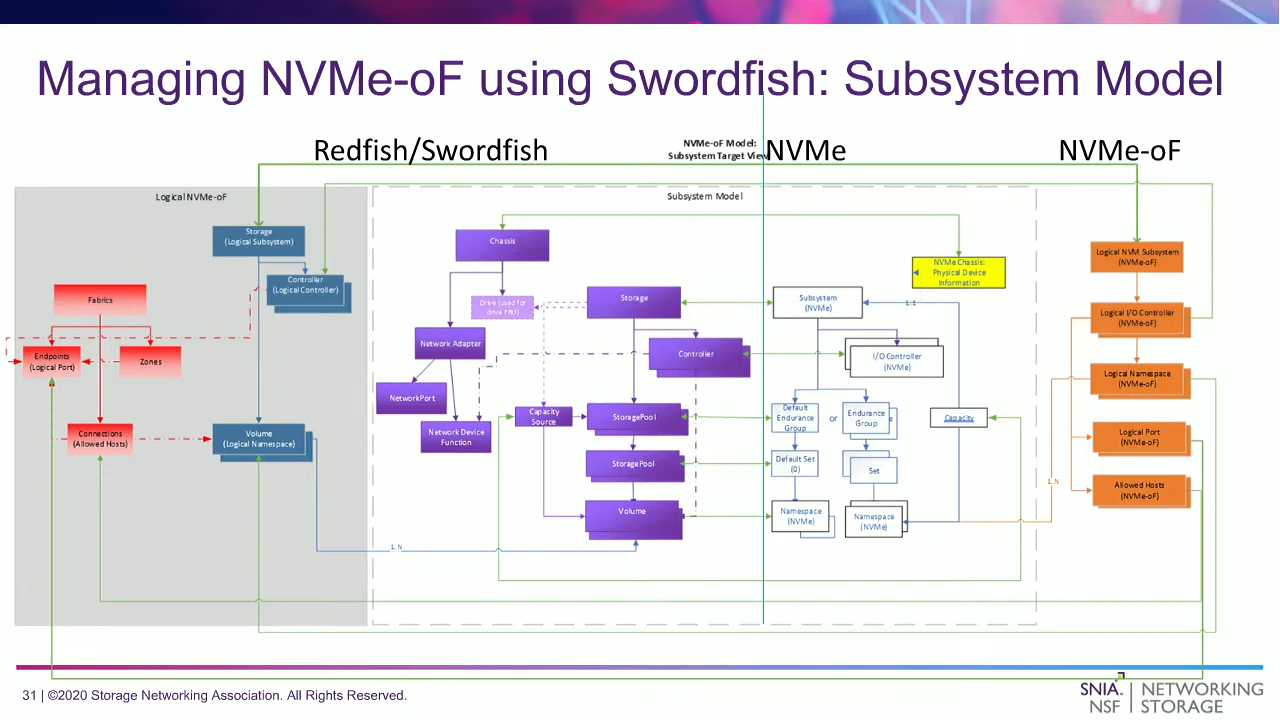 Managing NVMe-oF using Swordfish: Subsystem Model
Redfish/Swordfish
NVMe-oF Model:
Subsystem Target View
NVMe
NVMe-oF
Logical NVMe-oF
Subsystem Model
Storage
(Logical Subsystem)
Controller
(Logical Controller)
Fabrics
Endpoints
(Logical Port)
Zones
Connections
(Allowed Hosts)
Volume
(Logical Namespace)
Chassis
Drive (used for
drive FRU)
Network Adapter
NetworkPort
Network Device
Function
Capacity
Source
Storage
Controller
StoragePool
StoragePool
Volume
1..N
NVMe Chassis:
Physical Device
Information
Subsystem
(NVMe)
1:1
I/O Controller
(NVMe)
Default
Endurance
Group
or
Endurance
Group
e
Capacity
Default Set
(0)
Set
Namespace
(NVMe)
Namespace
(NVMe)
Logical NVM Subsystem
(NVMe-oF)
Logical I/O Controller
(NVMe-oF)
Logical Namespace
(NVMe-oF)
Logical Port
(NVMe-oF)
Allowed Hosts
(NVMe-oF)
1..N
31 | ©2020 Storage Networking Association. All Rights Reserved.
SNIA.
NSF
NETWORKING
STORAGE